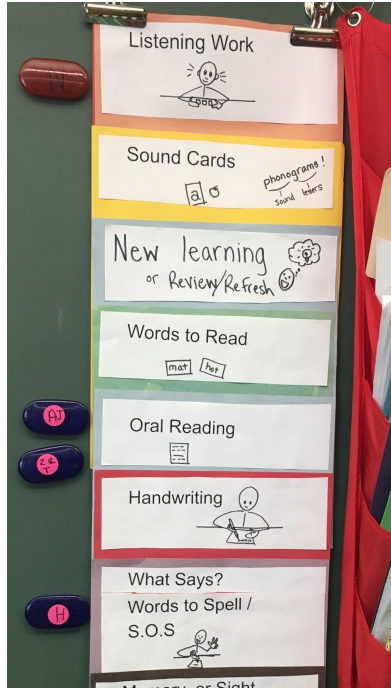 Listening Work
N
Sound Cards
phonograms!
sound letters
a
New learning
or Review/Refresh
Words to Read
mat hot
AJ
Oral Reading
Handwriting
What Says?
H
Words to Spell /
S.O.S